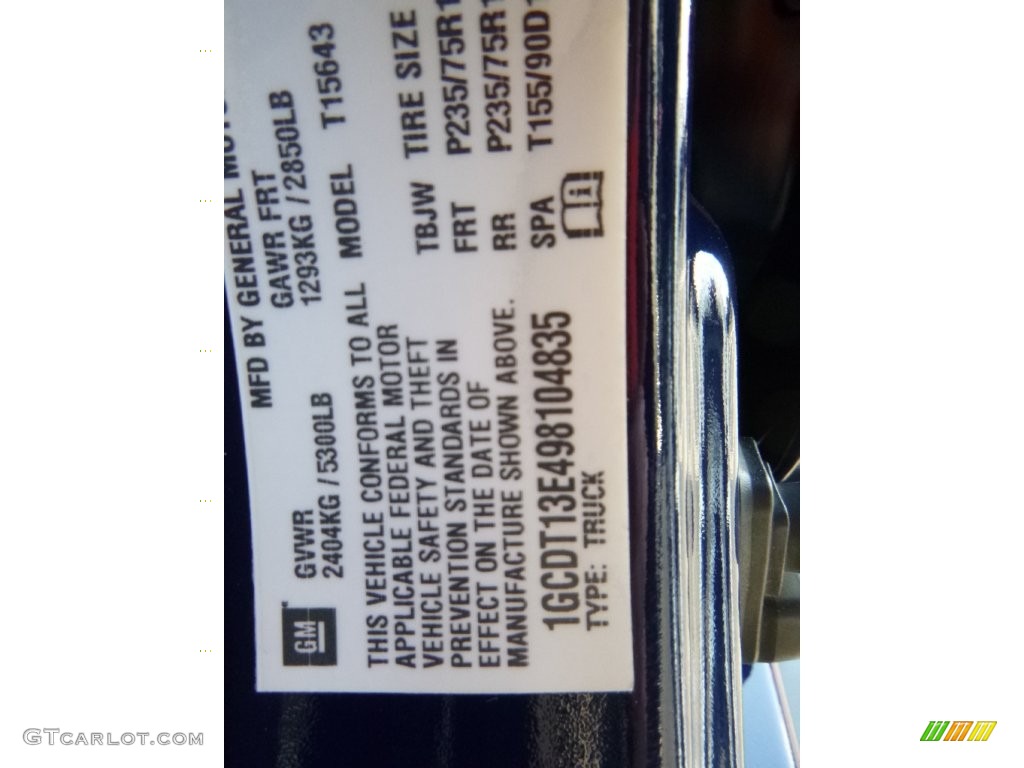 MFD BY GENERAL
GVWR GAWR FRT
2404KG / 5300LB 1293KG / 2850LB
GM
THIS VEHICLE CONFORMS TO ALL
APPLICABLE FEDERAL MOTOR
VEHICLE SAFETY AND THEFT
PREVENTION STANDARDS IN
EFFECT ON THE DATE OF
MANUFACTURE SHOWN ABOVE.
MODEL T15643
TBJW TIRE SIZE
FRT P235/75R1
RR P235/75R1
SPA T155/90D1
1GCDT13E498104835
TYPE: TRUCK
GTCARLOT.COM